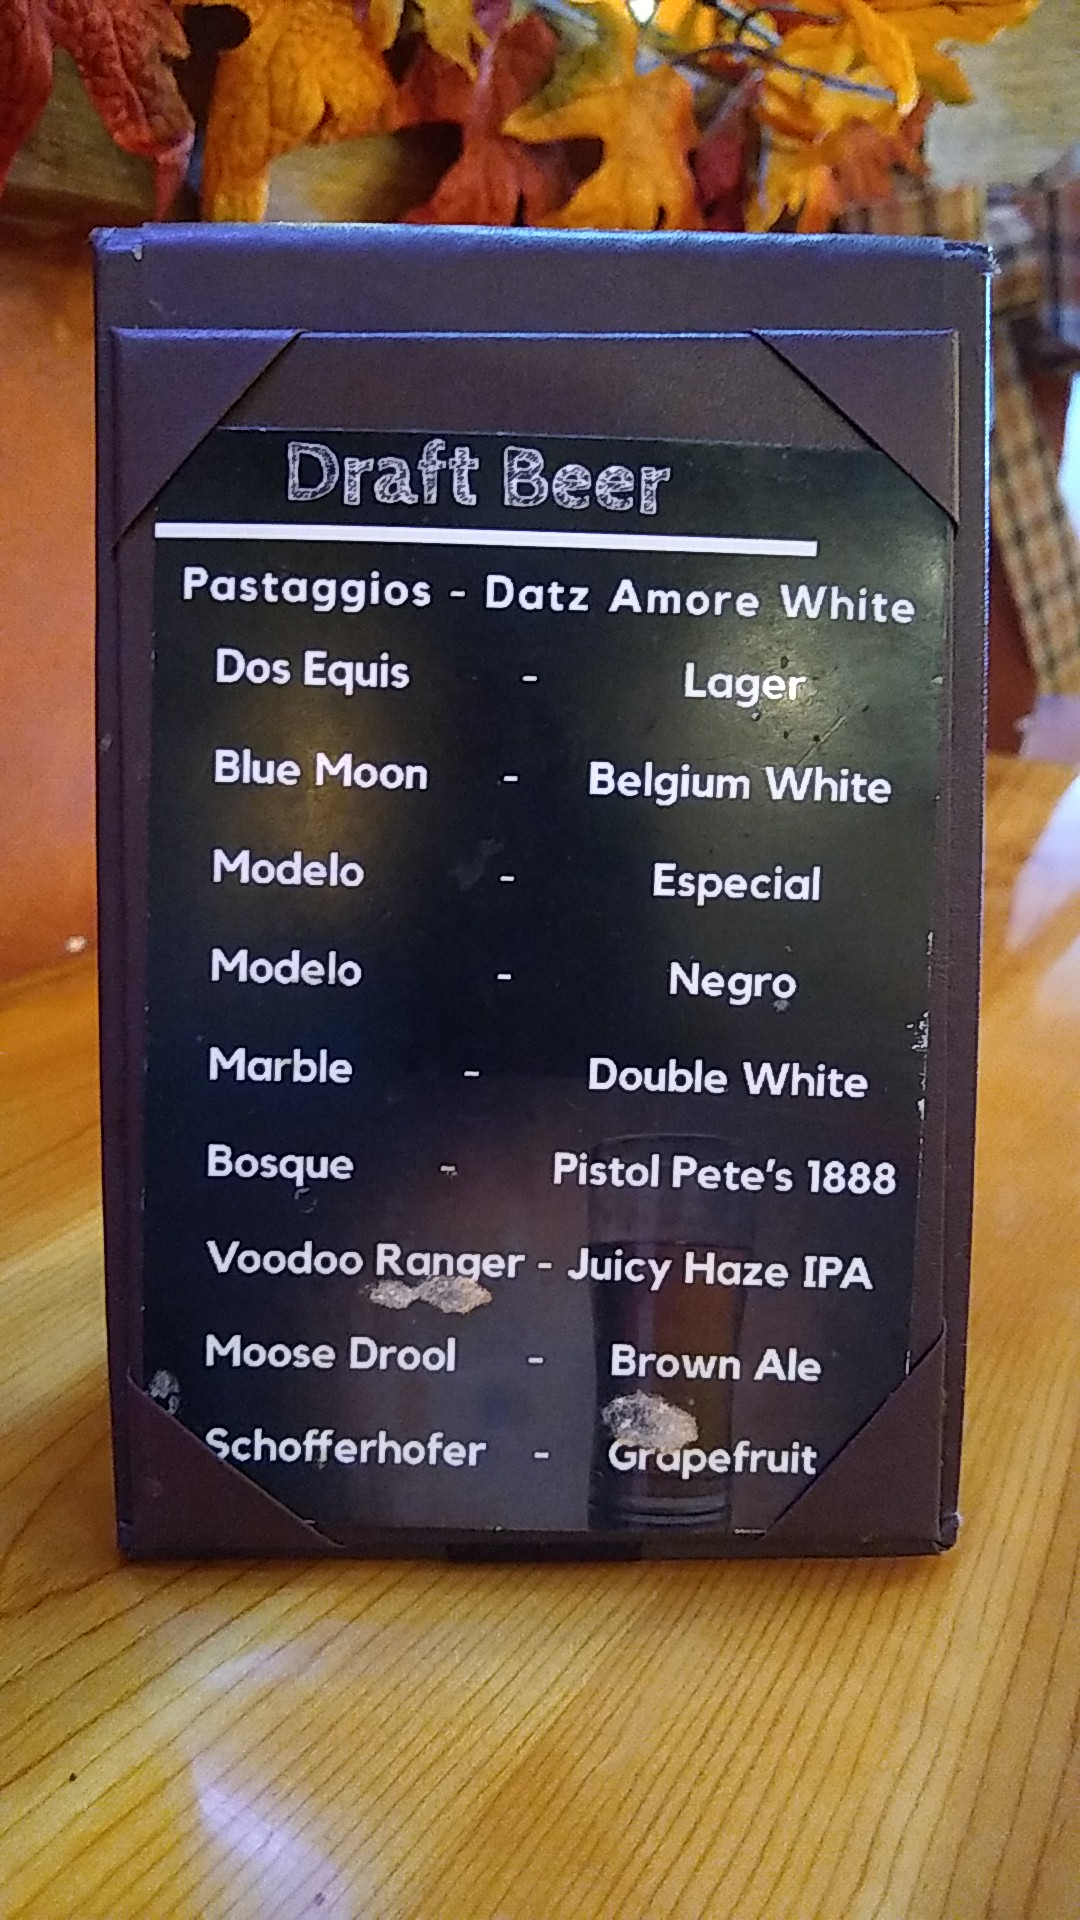 Draft Beer
Pastaggios - Datz Amore White
Dos Equis - Lager
Blue Moon - Belgium White
Modelo - Especial
Modelo - Negro
Marble - Double White
Bosque - Pistol Pete's 1888
Voodoo Ranger - Juicy Haze IPA
Moose Drool - Brown Ale
Schofferhofer - Grapefruit